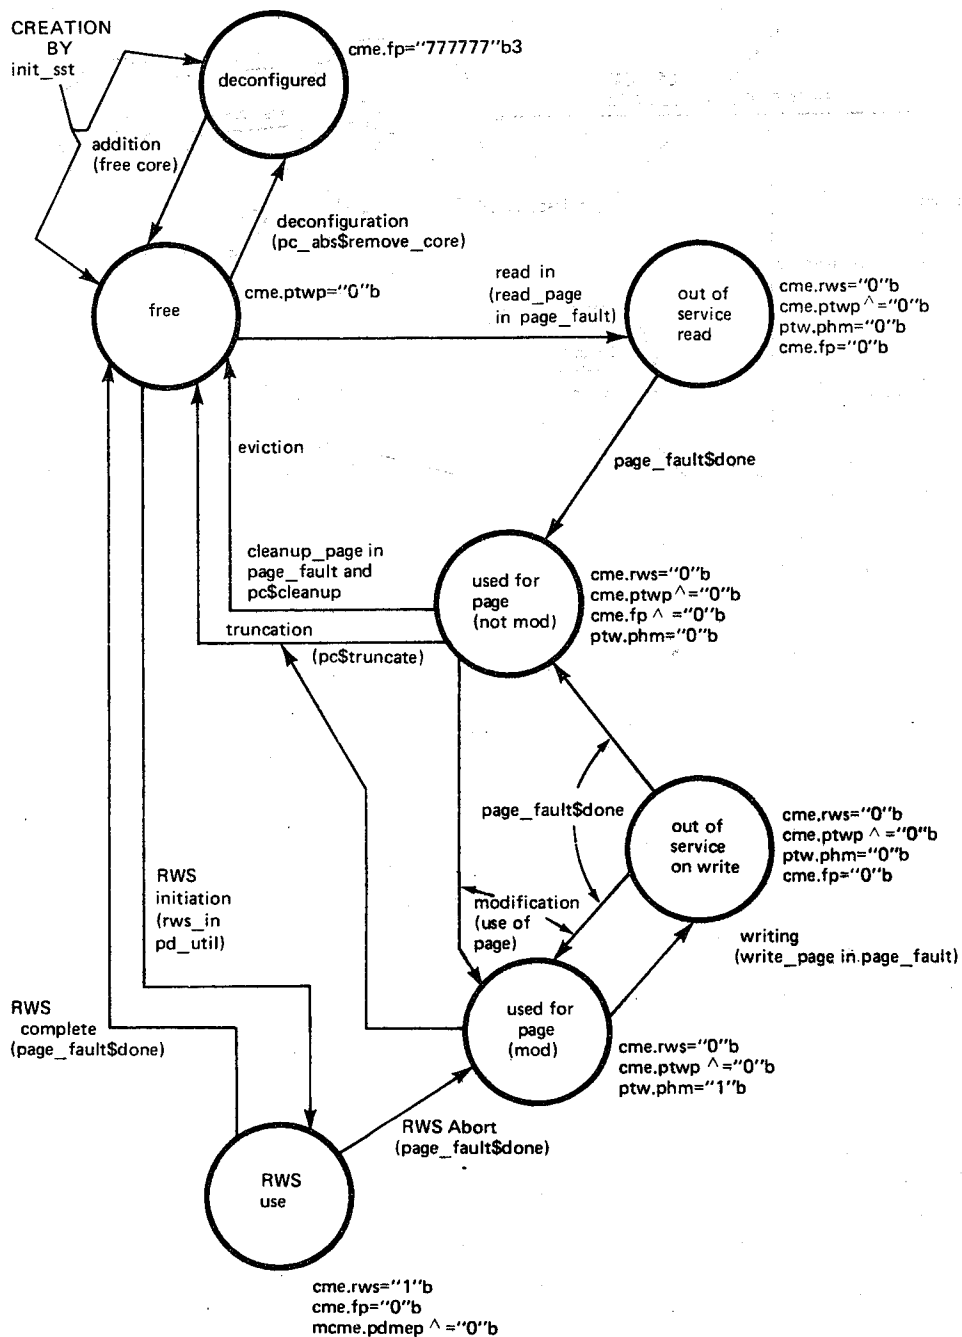 CREATION
BY
init_sst
deconfigured
cme.fp="777777"b3
addition
(free core)
deconfiguration
(pc_abs$remove_core)
free
cme.ptwp="0"b
read in
(read_page
in page_fault)
out of
service
read
cme.rws="0"b
cme.ptwp ^="0"b
ptw.phm="0"b
cme.fp="0"b
eviction
page_fault$done
cleanup_page in
page_fault and
pc$cleanup
used for
page
(not mod)
cme.rws="0"b
cme.ptwp ^="0"b
cme.fp ^ ="0"b
ptw.phm="0"b
truncation
(pc$truncate)
page_fault$done
out of
service
on write
cme.rws="0"b
cme.ptwp ^ ="0"b
ptw.phm="0"b
cme.fp="0"b
RWS
initiation
(rws_in
pd_util)
modification
(use of
page)
writing
(write_page in page_fault)
RWS
complete
(page_fault$done)
used for
page
(mod)
cme.rws="0"b
cme.ptwp ^="0"b
ptw.phm="1"b
RWS Abort
(page_fault$done)
RWS
use
cme.rws="1"b
cme.fp="0"b
mcme.pdmep ^ ="0"b